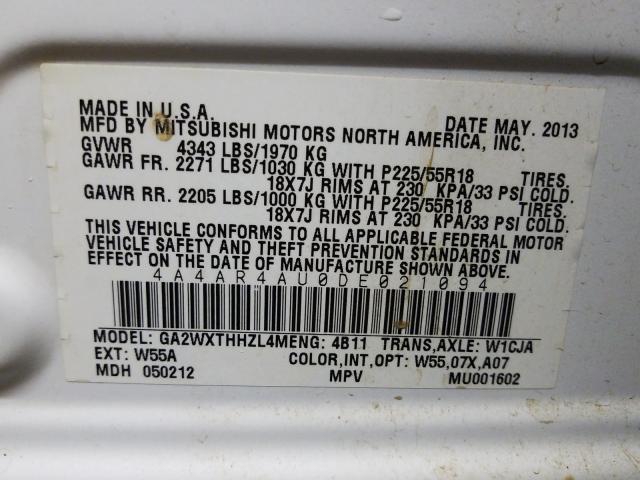 MADE IN U.S.A. DATE MAY. 2013
MFD BY MITSUBISHI MOTORS NORTH AMERICA, INC.
GVWR 4343 LBS/1970 KG
GAWR FR. 2271 LBS/1030 KG WITH P225/55R18 TIRES.
18X7J RIMS AT 230 KPA/33 PSI COLD.
GAWR RR. 2205 LBS/1000 KG WITH P225/55R18 TIRES.
18X7J RIMS AT 230 KPA/33 PSI COLD.
THIS VEHICLE CONFORMS TO ALL APPLICABLE FEDERAL MOTOR
VEHICLE SAFETY AND THEFT PREVENTION STANDARDS IN
EFFECT ON THE DATE OF MANUFACTURE SHOWN ABOVE.
4A4AR4AU0DE021094
MODEL: GA2WXTHHZL4MENG: 4B11 TRANS,AXLE: W1CJA
EXT: W55A COLOR,INT,OPT: W55,07X,A07
MDH 050212 MPV MU001602